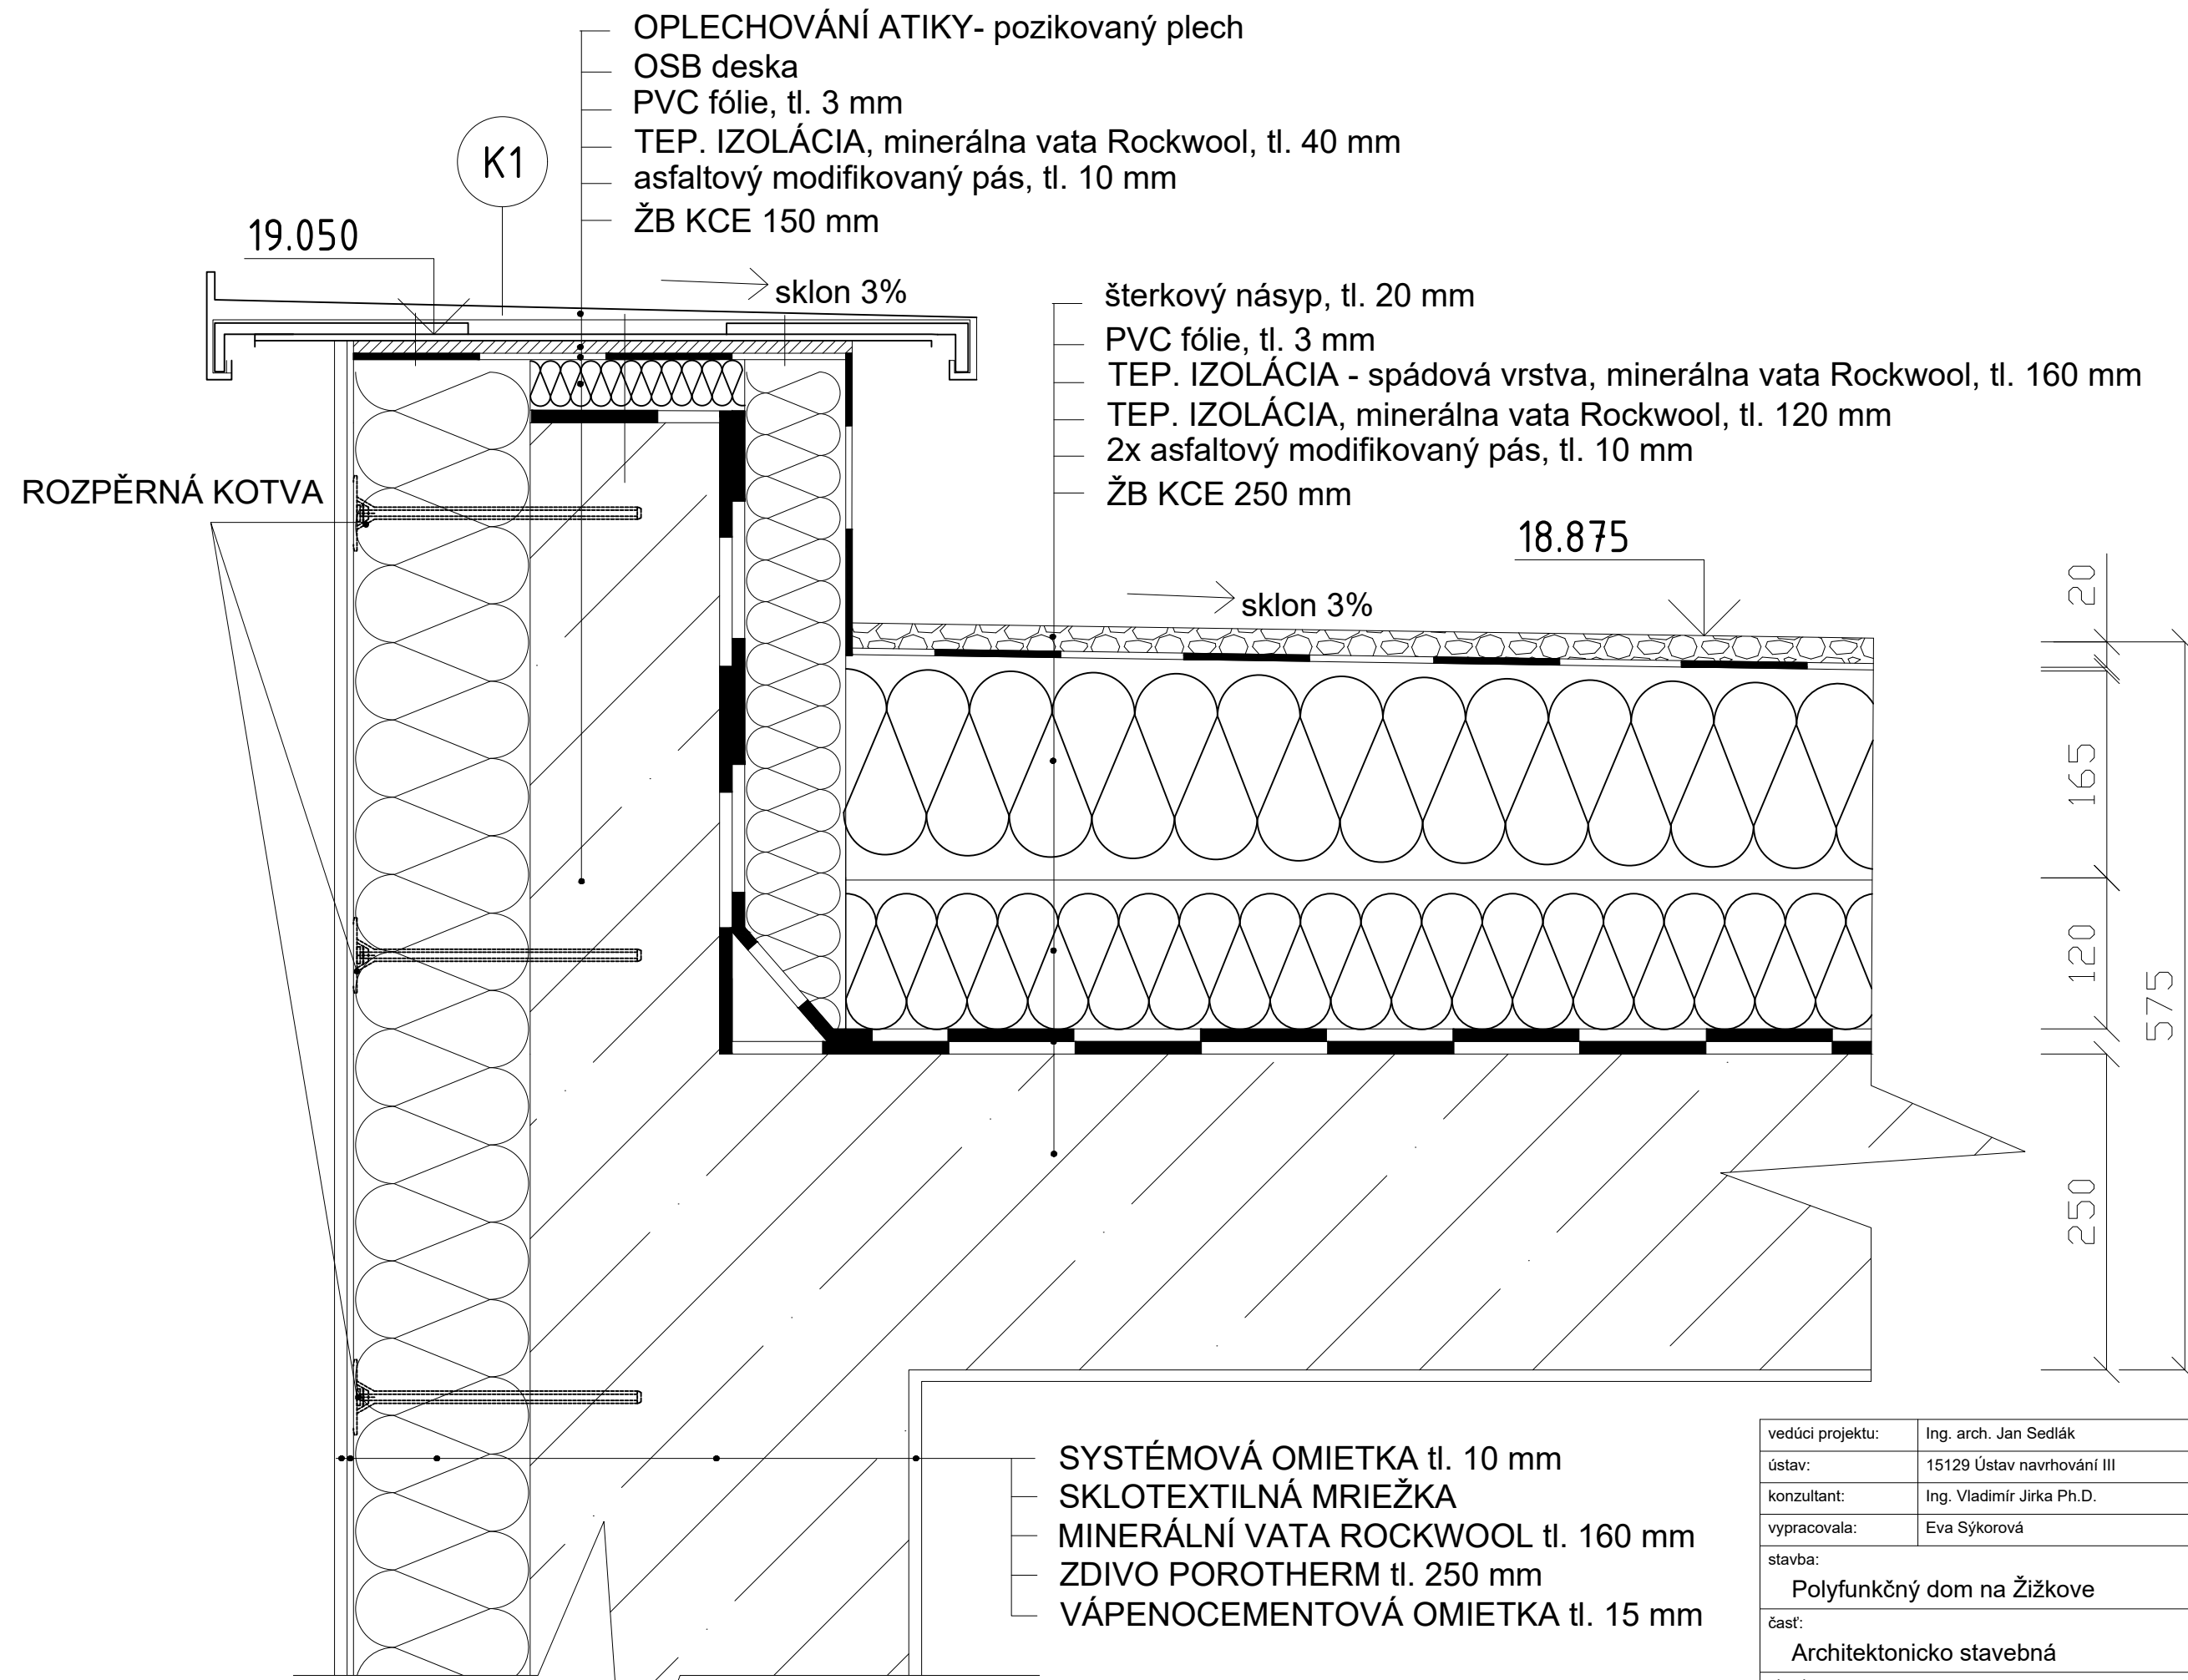 OPLECHOVÁNÍ ATIKY- pozikovaný plech
OSB deska
PVC fólie, tl. 3 mm
TEP. IZOLÁCIA, minerálna vata Rockwool, tl. 40 mm
asfaltový modifikovaný pás, tl. 10 mm
ŽB KCE 150 mm
K1
19.050
sklon 3%
šterkový násyp, tl. 20 mm
PVC fólie, tl. 3 mm
TEP. IZOLÁCIA - spádová vrstva, minerálna vata Rockwool, tl. 160 mm
TEP. IZOLÁCIA, minerálna vata Rockwool, tl. 120 mm
2x asfaltový modifikovaný pás, tl. 10 mm
ŽB KCE 250 mm
ROZPĚRNÁ KOTVA
18.875
sklon 3%
20
165
120
575
250
SYSTÉMOVÁ OMIETKA tl. 10 mm
SKLOTEXTILNÁ MRIEŽKA
MINERÁLNÍ VATA ROCKWOOL tl. 160 mm
ZDIVO POROTHERM tl. 250 mm
VÁPENOCEMENTOVÁ OMIETKA tl. 15 mm
vedúci projektu: Ing. arch. Jan Sedlák
ústav: 15129 Ústav navrhování III
konzultant: Ing. Vladimír Jirka Ph.D.
vypracovala: Eva Sýkorová
stavba:
Polyfunkčný dom na Žižkove
časť:
Architektonicko stavebná